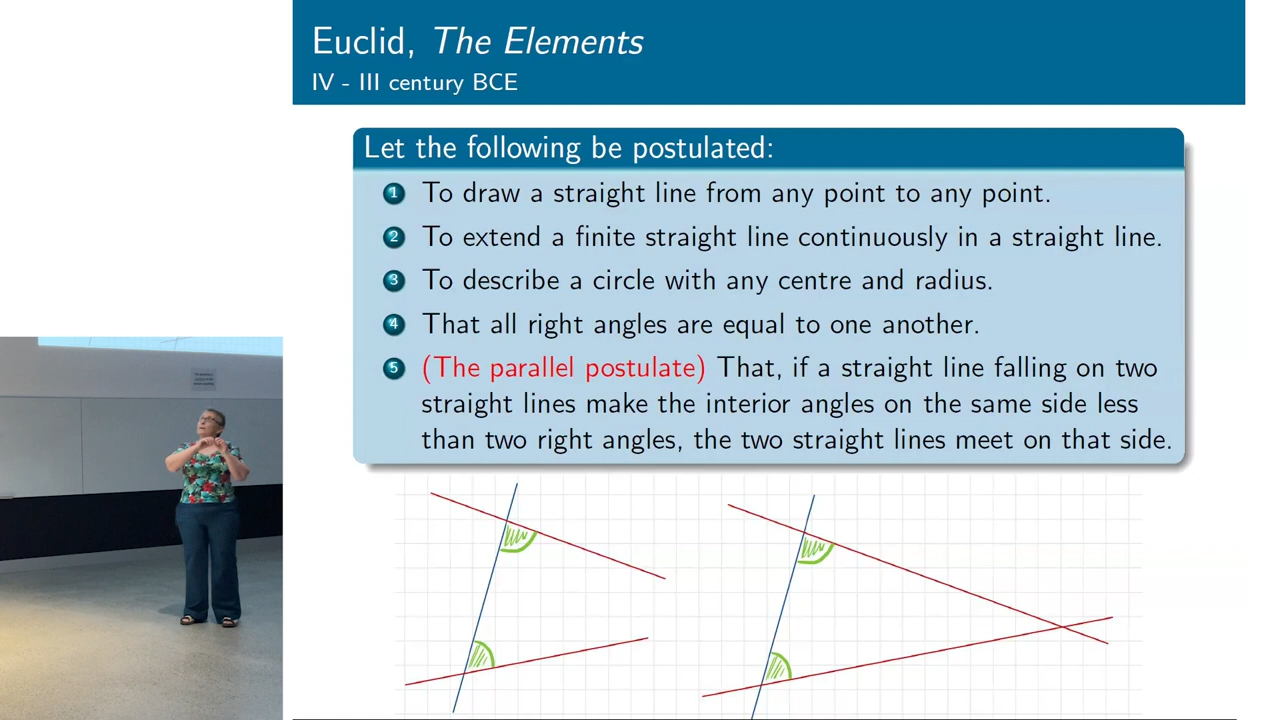 Euclid, The Elements
IV - III century BCE
Let the following be postulated:
1 To draw a straight line from any point to any point.
2 To extend a finite straight line continuously in a straight line.
3 To describe a circle with any centre and radius.
4 That all right angles are equal to one another.
5 (The parallel postulate) That, if a straight line falling on two
straight lines make the interior angles on the same side less
than two right angles, the two straight lines meet on that side.